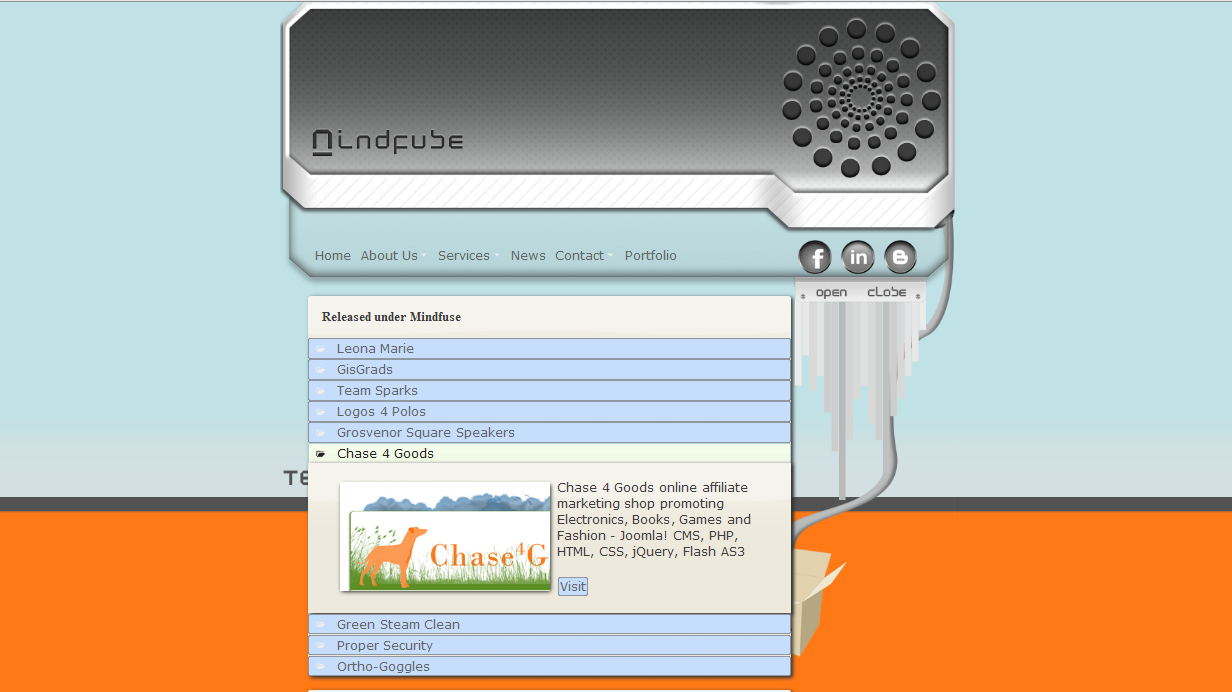 Mindfuse
Home About Us Services News Contact Portfolio
f in B
open close
Released under Mindfuse
Leona Marie
GisGrads
Team Sparks
Logos 4 Polos
Grosvenor Square Speakers
Chase 4 Goods
TE
Chase 4 Goods online affiliate
marketing shop promoting
Electronics, Books, Games and
Fashion - Joomla! CMS, PHP,
HTML, CSS, jQuery, Flash AS3
Chase4G
Visit
Green Steam Clean
Proper Security
Ortho-Goggles